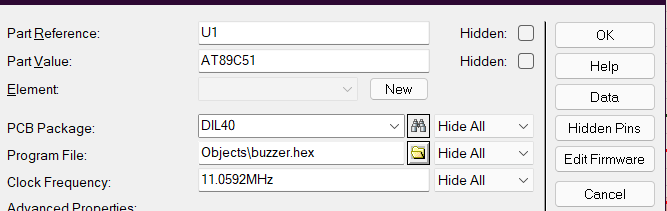 Part Reference: U1 Hidden: OK
Part Value: AT89C51 Hidden: Help
Element: New Data
PCB Package: DIL40 Hide All Hidden Pins
Program File: Objects\buzzer.hex Hide All Edit Firmware
Clock Frequency: 11.0592MHz Hide All Cancel
Advanced Properties: